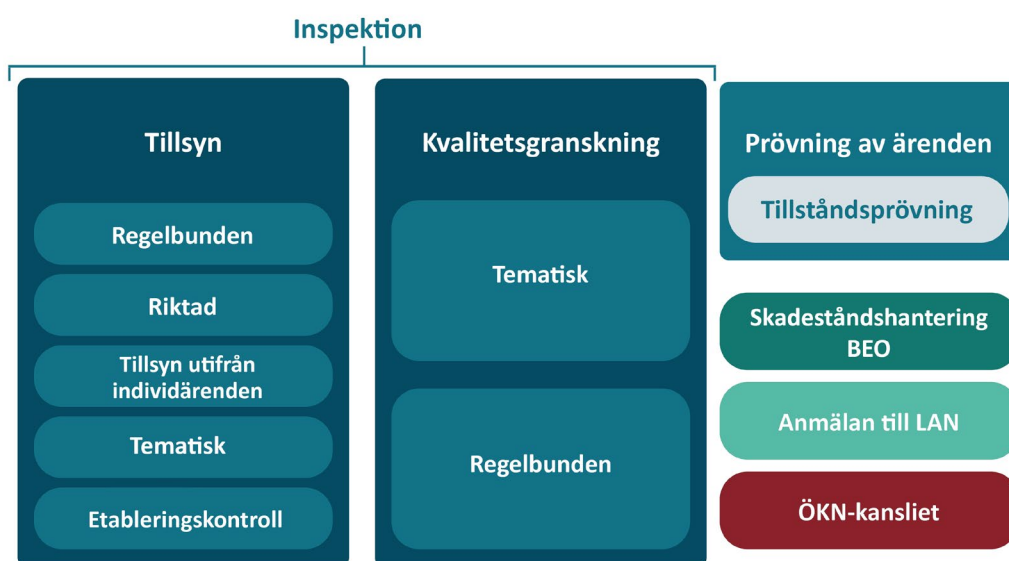 Inspektion
Tillsyn
Regelbunden
Riktad
Tillsyn utifrån
individärenden
Tematisk
Etableringskontroll
Kvalitetsgranskning
Tematisk
Regelbunden
Prövning av ärenden
Tillståndsprövning
Skadeståndshantering
BEO
Anmälan till LAN
ÖKN-kansliet